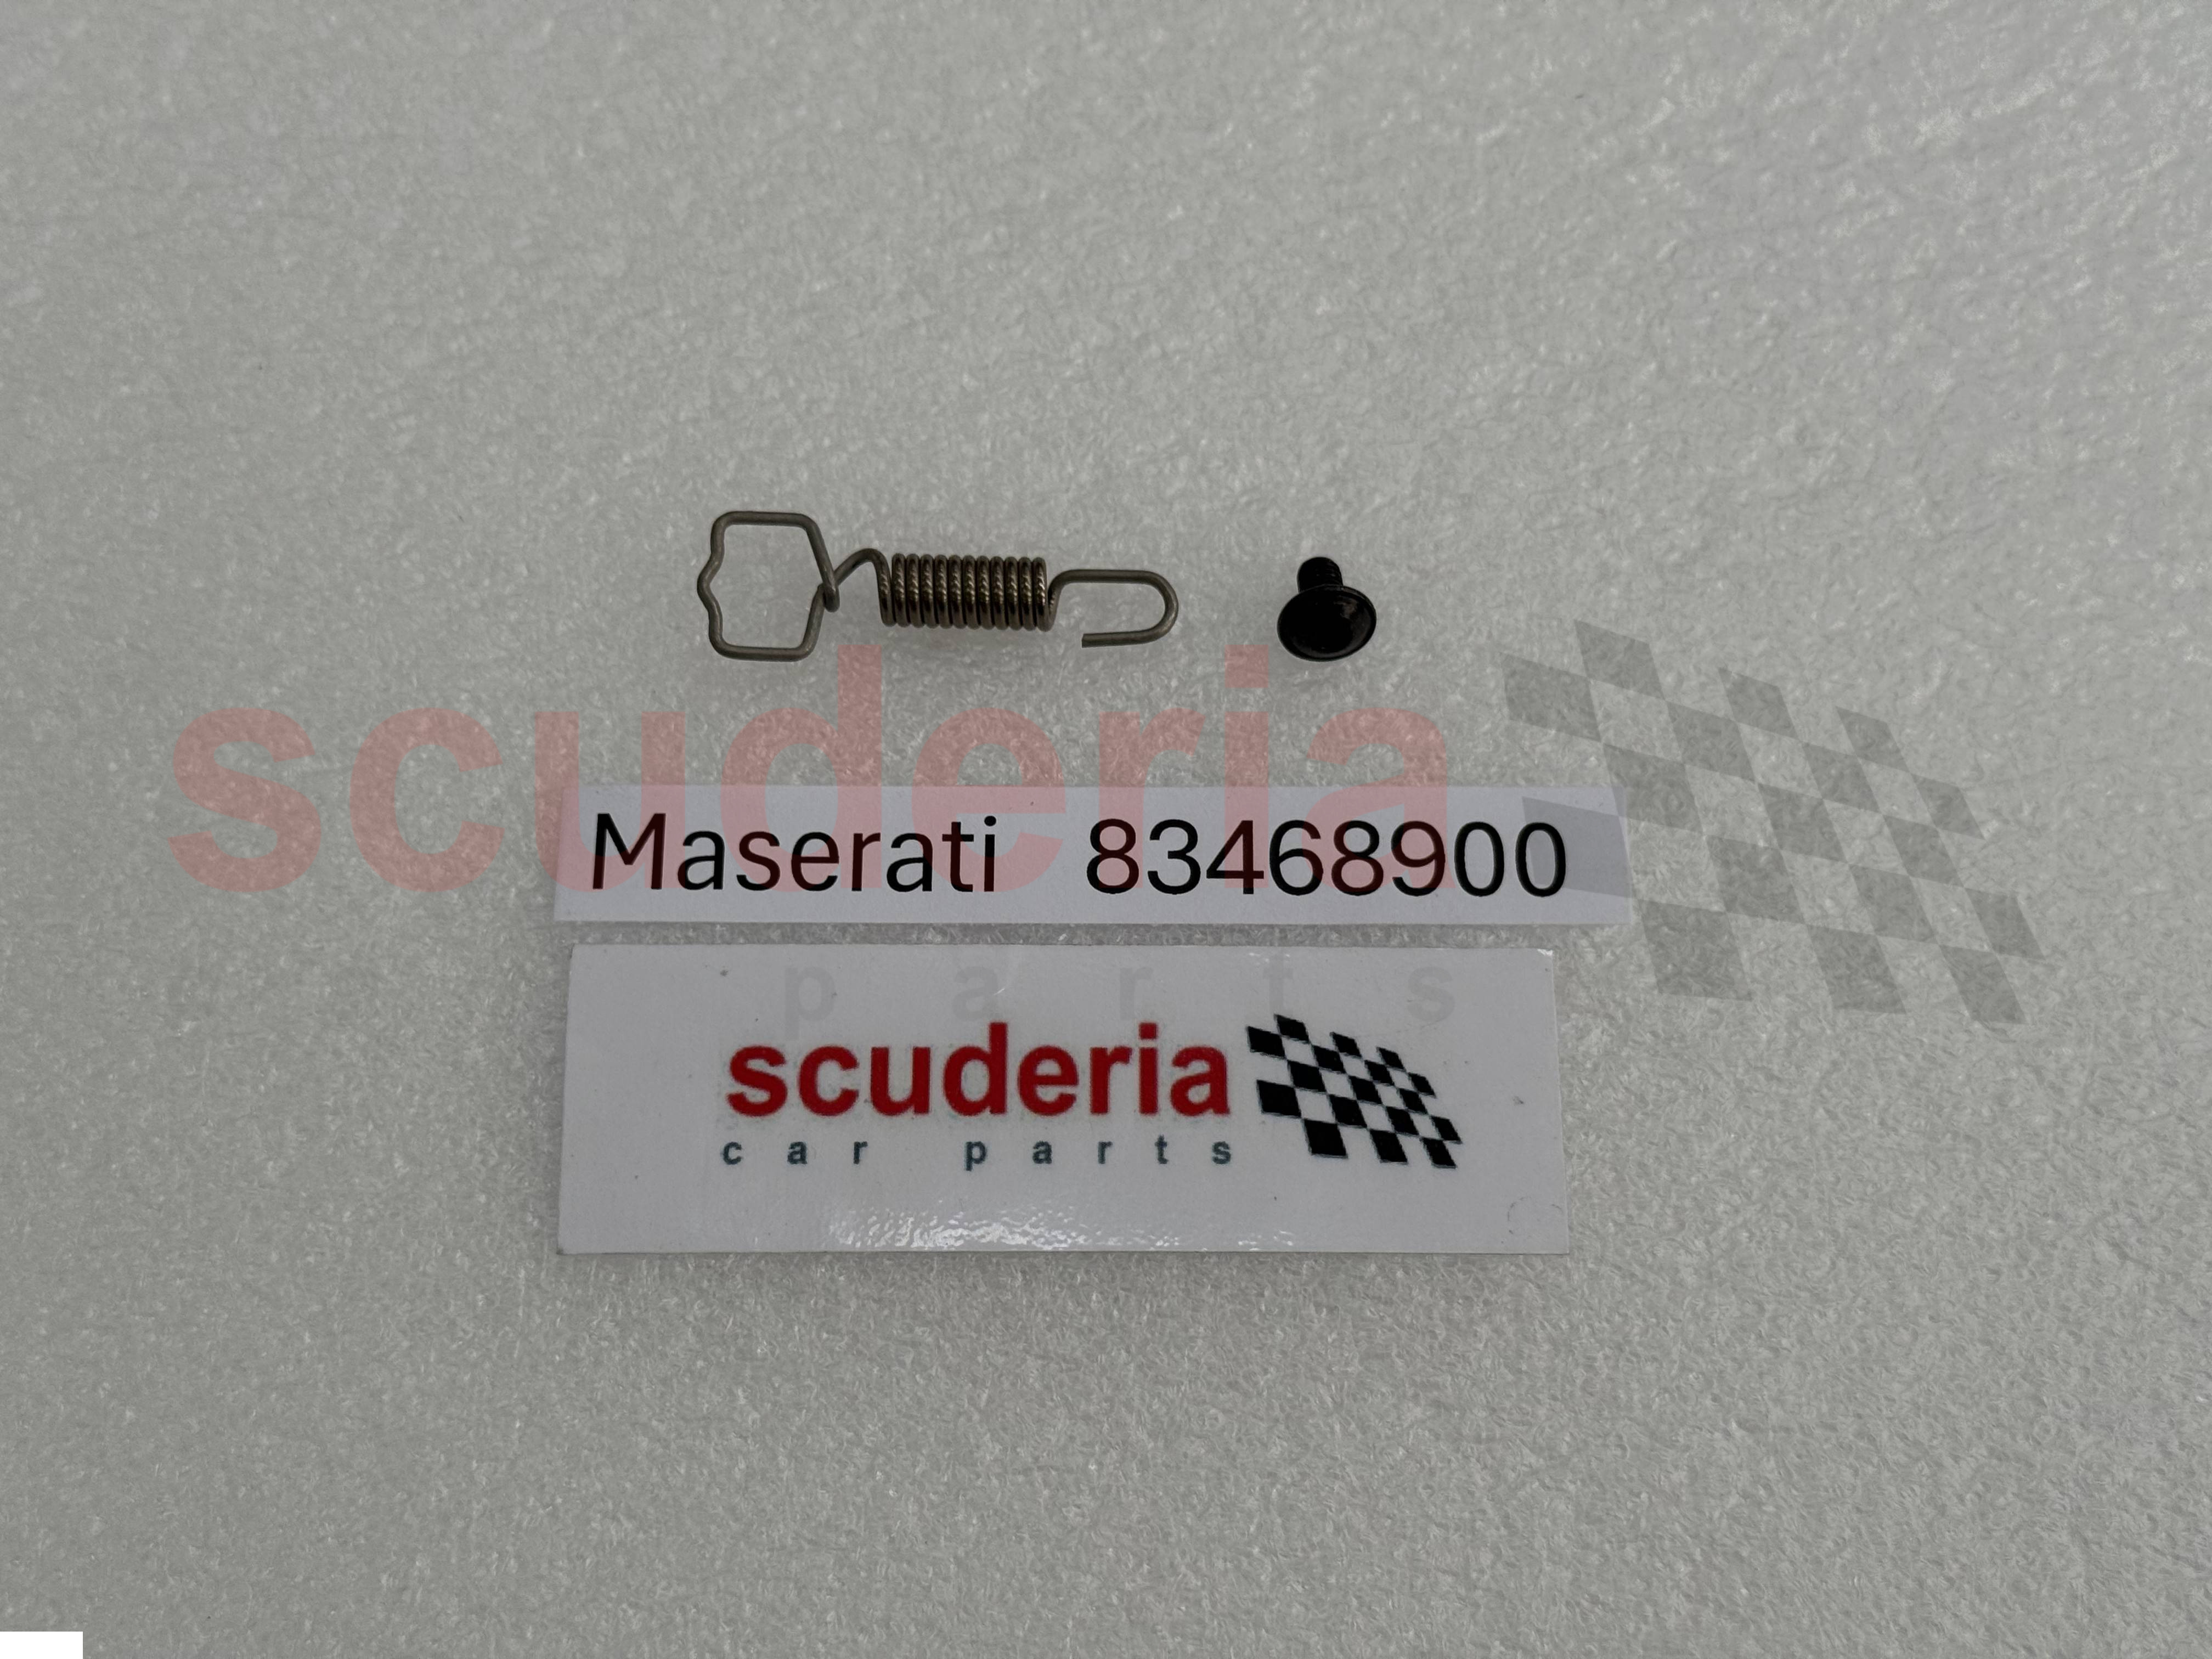 scuderia
Maserati 83468900
parts
scuderia
car parts